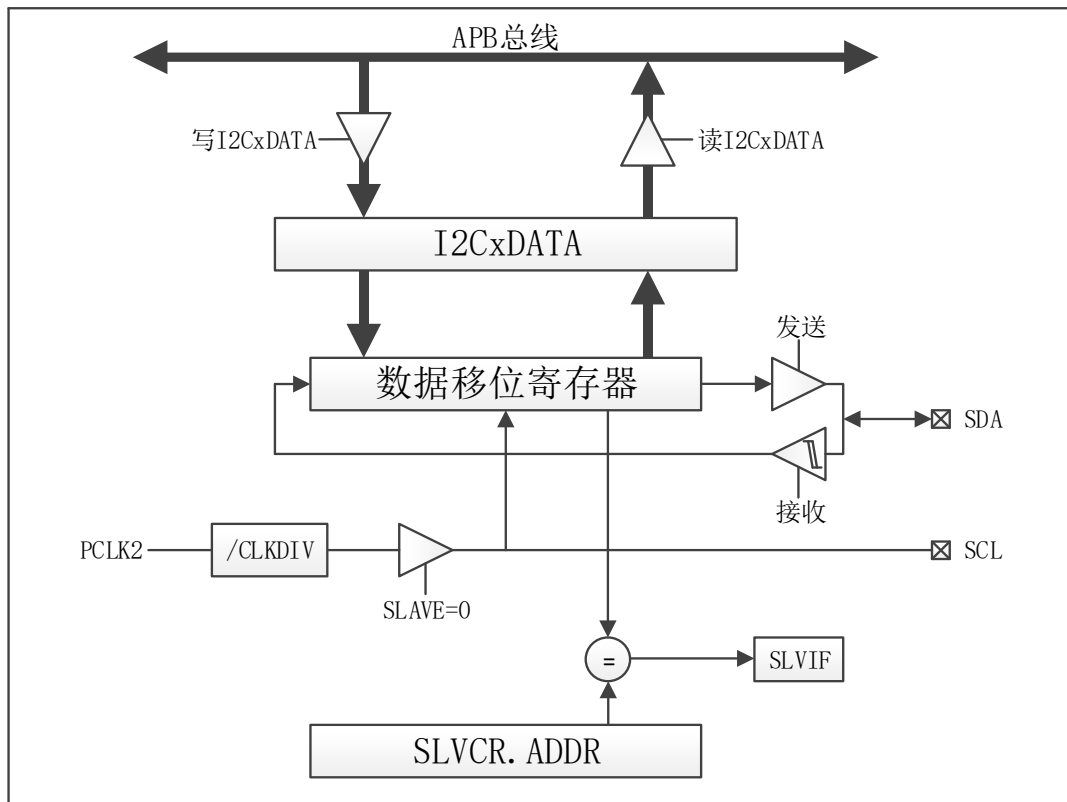 APB总线
写I2CxDATA
读I2CxDATA
I2CxDATA
发送
数据移位寄存器
SDA
接收
PCLK2
/CLKDIV
SCL
SLAVE=0
=
SLVIF
SLVCR.ADDR